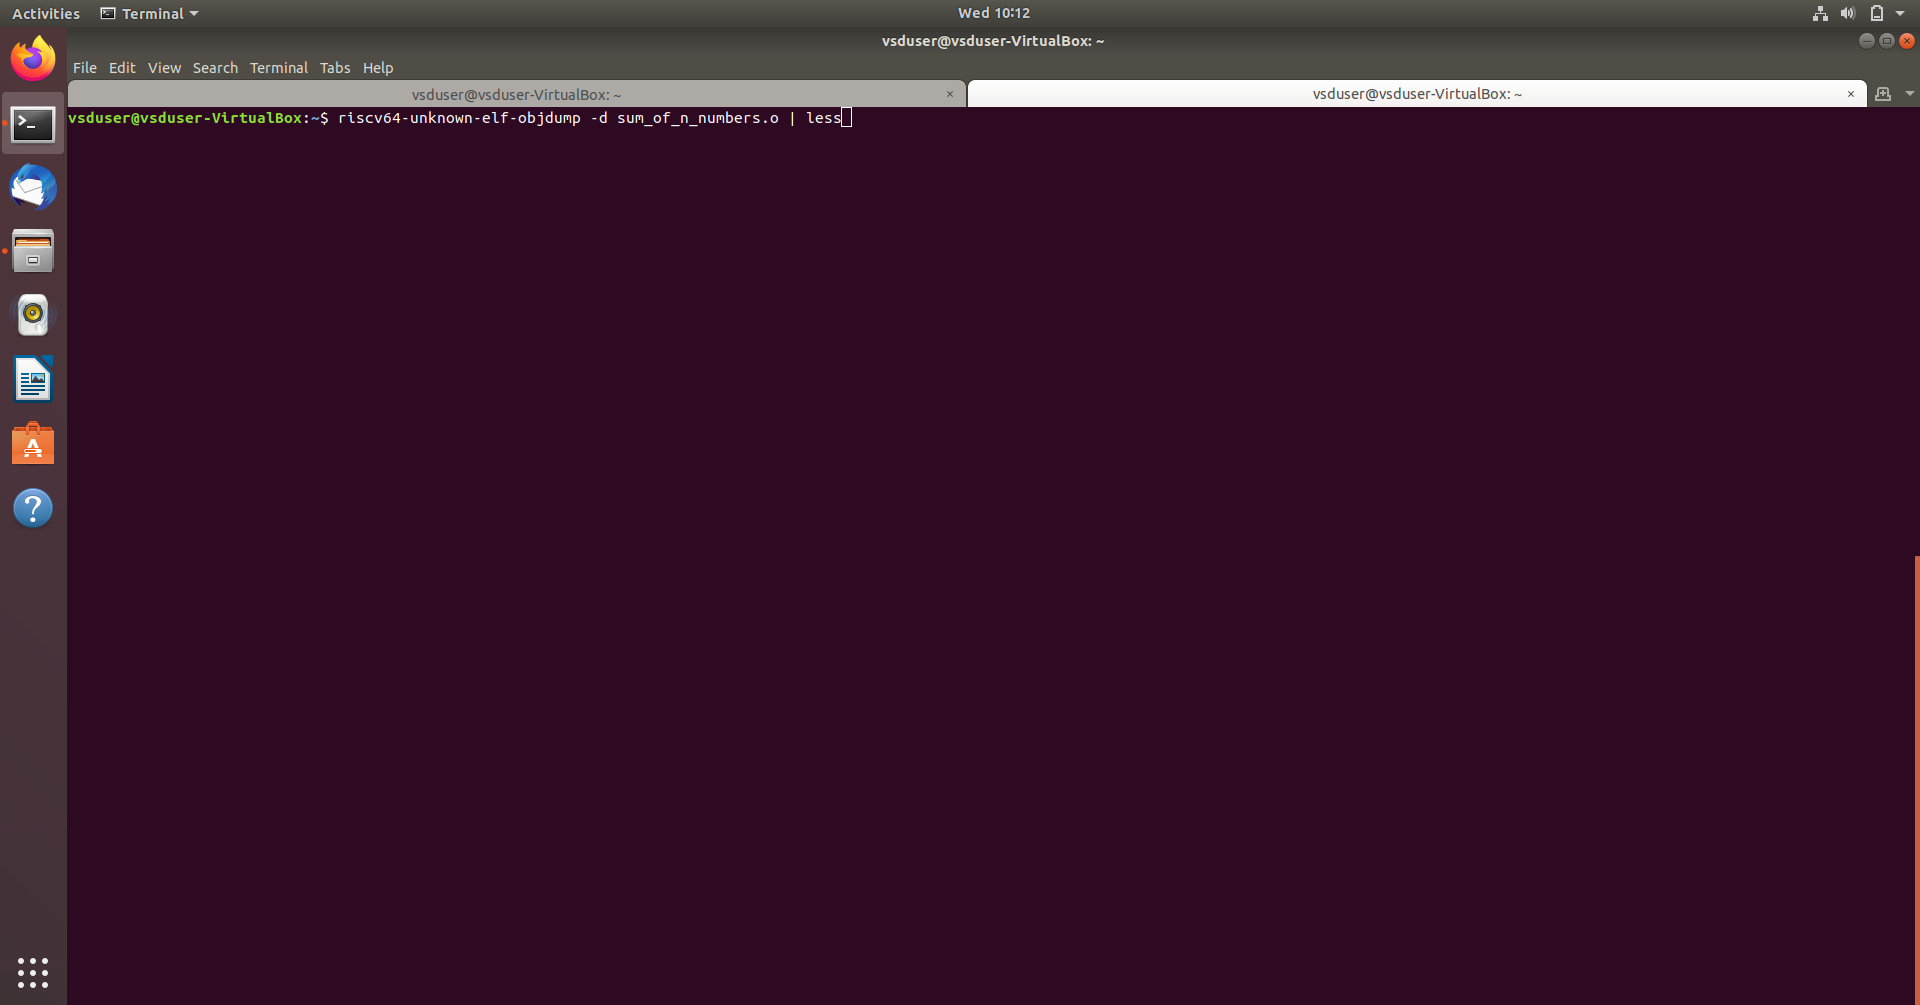 Activities
Terminal
Wed 10:12
vsduser@vsduser-VirtualBox: ~
File Edit View Search Terminal Tabs Help
vsduser@vsduser-VirtualBox: ~ ×
vsduser@vsduser-VirtualBox: ~ ×
vsduser@vsduser-VirtualBox:~$ riscv64-unknown-elf-objdump -d sum_of_n_numbers.o | less